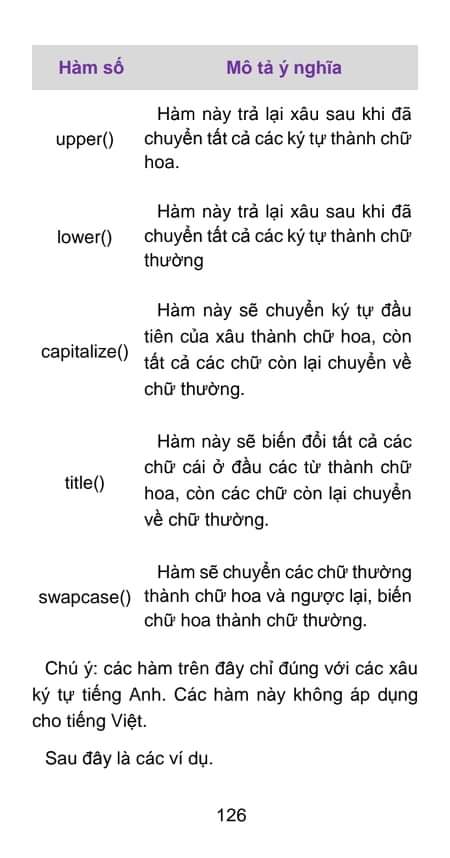 Hàm số Mô tả ý nghĩa
Hàm này trả lại xâu sau khi đã
upper() chuyển tất cả các ký tự thành chữ
hoa.
Hàm này trả lại xâu sau khi đã
lower() chuyển tất cả các ký tự thành chữ
thường
Hàm này sẽ chuyển ký tự đầu
tiên của xâu thành chữ hoa, còn
capitalize() tất cả các chữ còn lại chuyển về
chữ thường.
Hàm này sẽ biến đổi tất cả các
chữ cái ở đầu các từ thành chữ
title() hoa, còn các chữ còn lại chuyển
về chữ thường.
Hàm sẽ chuyển các chữ thường
swapcase() thành chữ hoa và ngược lại, biến
chữ hoa thành chữ thường.
Chú ý: các hàm trên đây chỉ đúng với các xâu
ký tự tiếng Anh. Các hàm này không áp dụng
cho tiếng Việt.
Sau đây là các ví dụ.
126